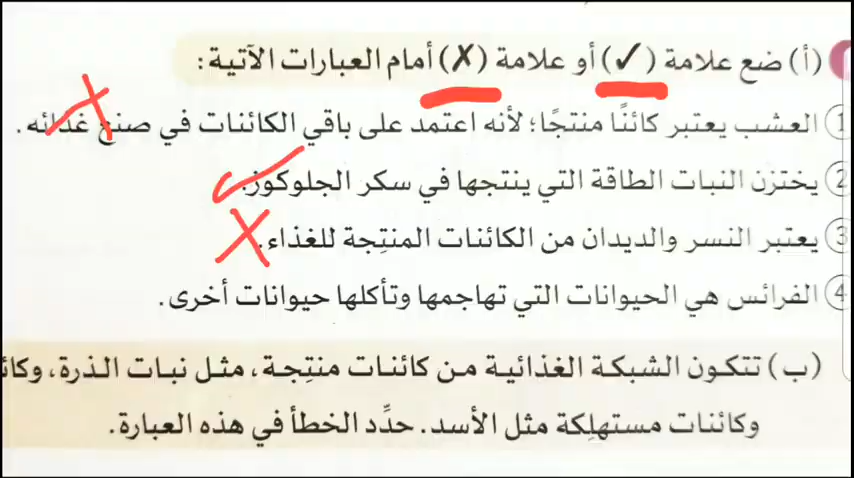 (أ) ضع علامة (✓) أو علامة (✗) أمام العبارات الآتية:
① العشب يعتبر كائنًا منتجًا؛ لأنه اعتمد على باقي الكائنات في صنع غذائه.
② يختزن النبات الطاقة التي ينتجها في سكر الجلوكوز.
③ يعتبر النسر والديدان من الكائنات المنتِجة للغذاء.
④ الفرائس هي الحيوانات التي تهاجمها وتأكلها حيوانات أخرى.
(ب) تتكون الشبكة الغذائية من كائنات منتِجة، مثل نبات الذرة،
وكائنات مستهلِكة مثل الأسد. حدِّد الخطأ في هذه العبارة.